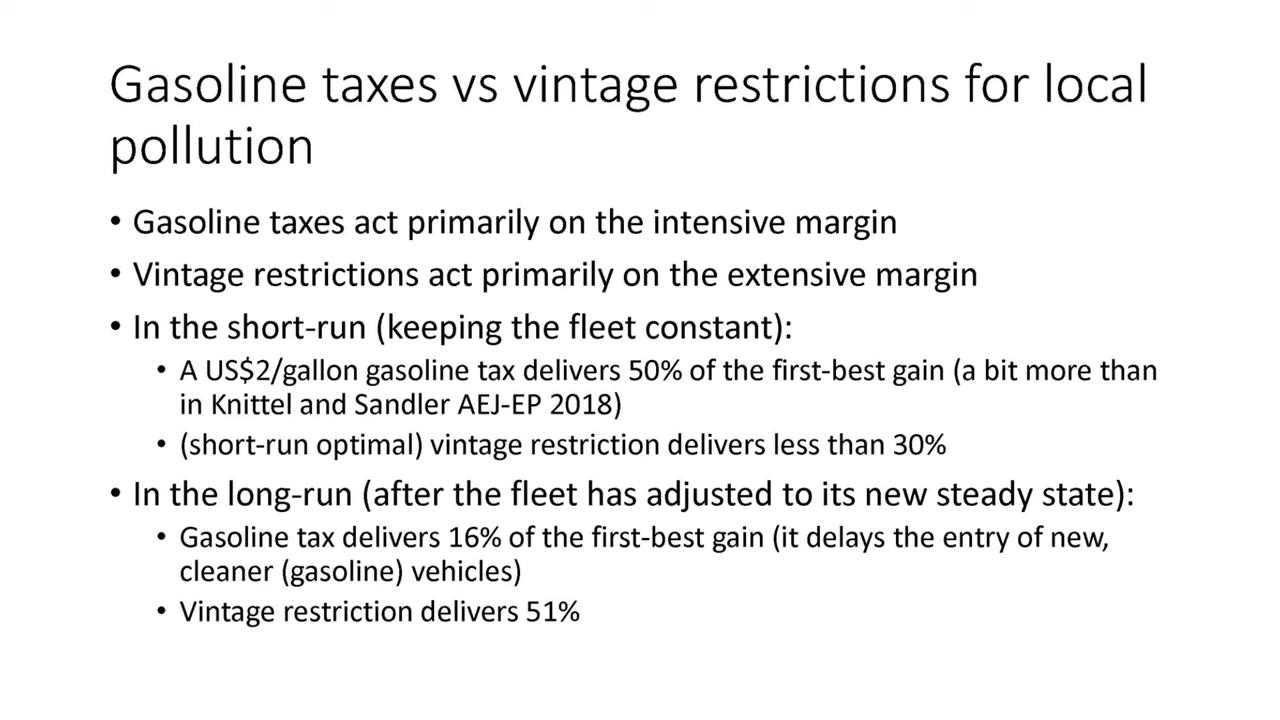 Gasoline taxes vs vintage restrictions for local
pollution
• Gasoline taxes act primarily on the intensive margin
• Vintage restrictions act primarily on the extensive margin
• In the short-run (keeping the fleet constant):
• A US$2/gallon gasoline tax delivers 50% of the first-best gain (a bit more than
in Knittel and Sandler AEJ-EP 2018)
• (short-run optimal) vintage restriction delivers less than 30%
• In the long-run (after the fleet has adjusted to its new steady state):
• Gasoline tax delivers 16% of the first-best gain (it delays the entry of new,
cleaner (gasoline) vehicles)
• Vintage restriction delivers 51%